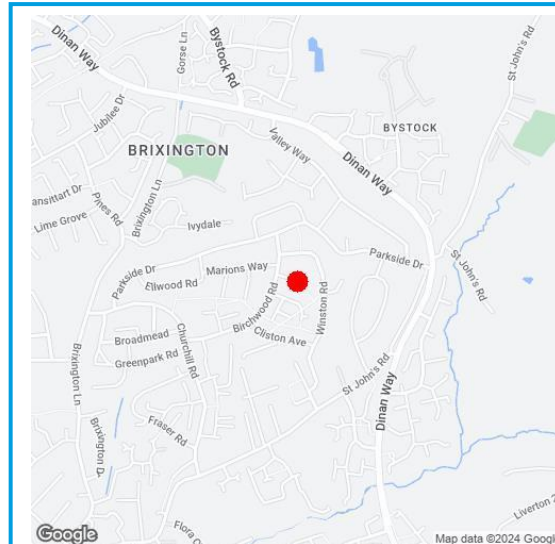 Dinan Way
Gorse Ln
Bystock Rd
St John's Rd
Jubilee Dr
Valley Way
BYSTOCK
BRIXINGTON
Dinan Way
Pines Rd
Brixington Ln
Lime Grove
Ivydale
Parkside Dr
St John's Rd
Parkside Dr
Marions Way
Ellwood Rd
Birchwood Rd
Winston Rd
Broadmead
Churchill Rd
Cliston Ave
Greenpark Rd
Brixington Ln
St John's Rd
Dinan Way
Fraser Rd
Google
Map data ©2024 Google